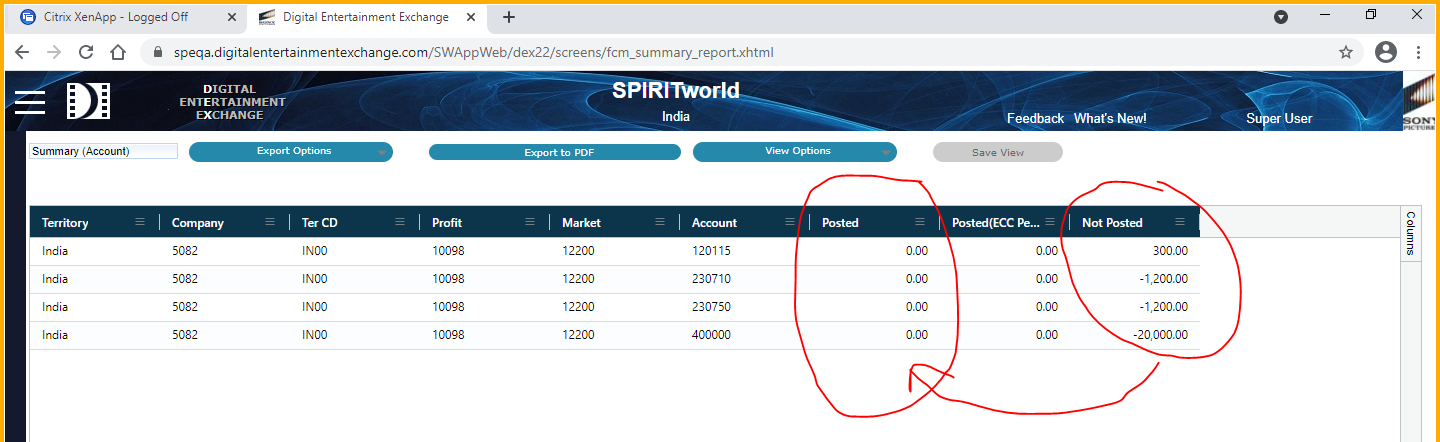 Citrix XenApp - Logged Off
Digital Entertainment Exchange
speqa.digitalentertainmentexchange.com/SWAppWeb/dex22/screens/fcm_summary_report.xhtml
DIGITAL
ENTERTAINMENT
EXCHANGE
SPIRITworld
India
Feedback What's New! Super User
SONY
PICTURES
Summary (Account) Export Options Export to PDF View Options Save View
Territory Company Ter CD Profit Market Account Posted Posted(ECC Pe... Not Posted
India 5082 IN00 10098 12200 120115 0.00 0.00 300.00
India 5082 IN00 10098 12200 230710 0.00 0.00 -1,200.00
India 5082 IN00 10098 12200 230750 0.00 0.00 -1,200.00
India 5082 IN00 10098 12200 400000 0.00 0.00 -20,000.00
Columns